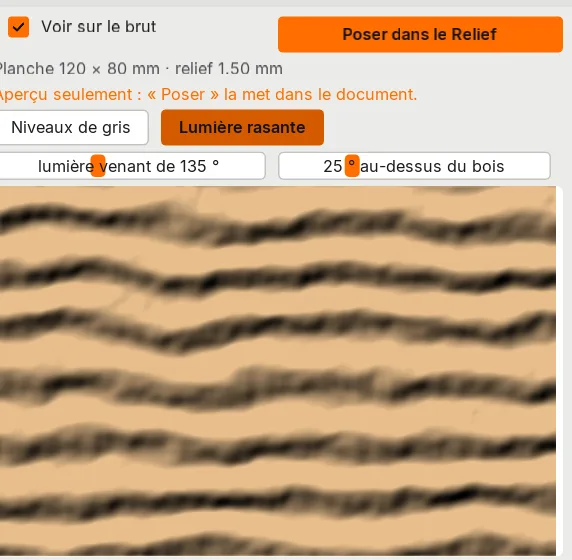 Voir sur le brut
Poser dans le Relief
Planche 120 × 80 mm · relief 1.50 mm
Aperçu seulement : « Poser » la met dans le document.
Niveaux de gris
Lumière rasante
lumière venant de 135 °
25 ° au-dessus du bois